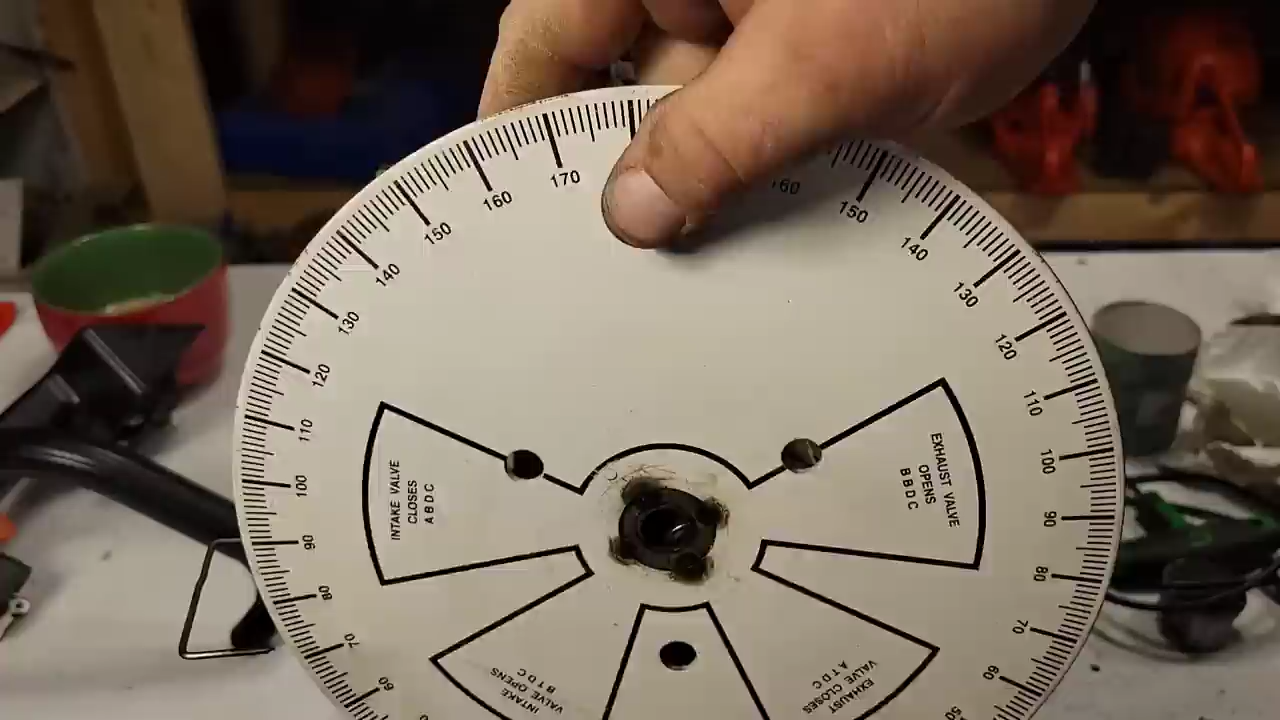 170
160
150
140
130
120
110
100
90
80
70
60
160
150
140
130
120
110
100
90
80
70
60
50
INTAKE VALVE
CLOSES
ABDC
EXHAUST VALVE
OPENS
BBDC
INTAKE
VALVE OPENS
BTDC
EXHAUST
VALVE CLOSES
ATDC